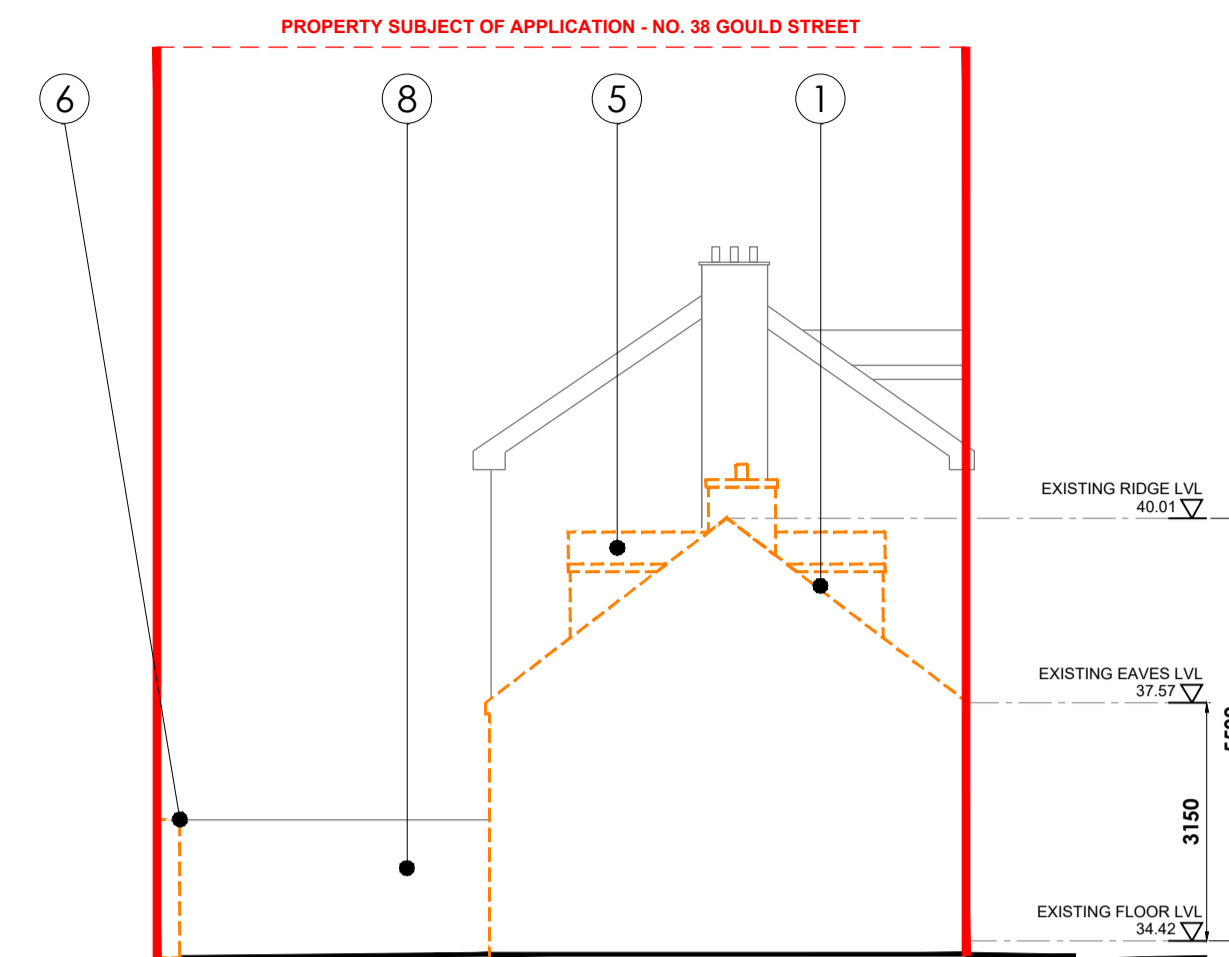 PROPERTY SUBJECT OF APPLICATION - NO. 38 GOULD STREET
6
8
5
1
EXISTING RIDGE LVL
40.01
EXISTING EAVES LVL
37.57
3150
EXISTING FLOOR LVL
34.42